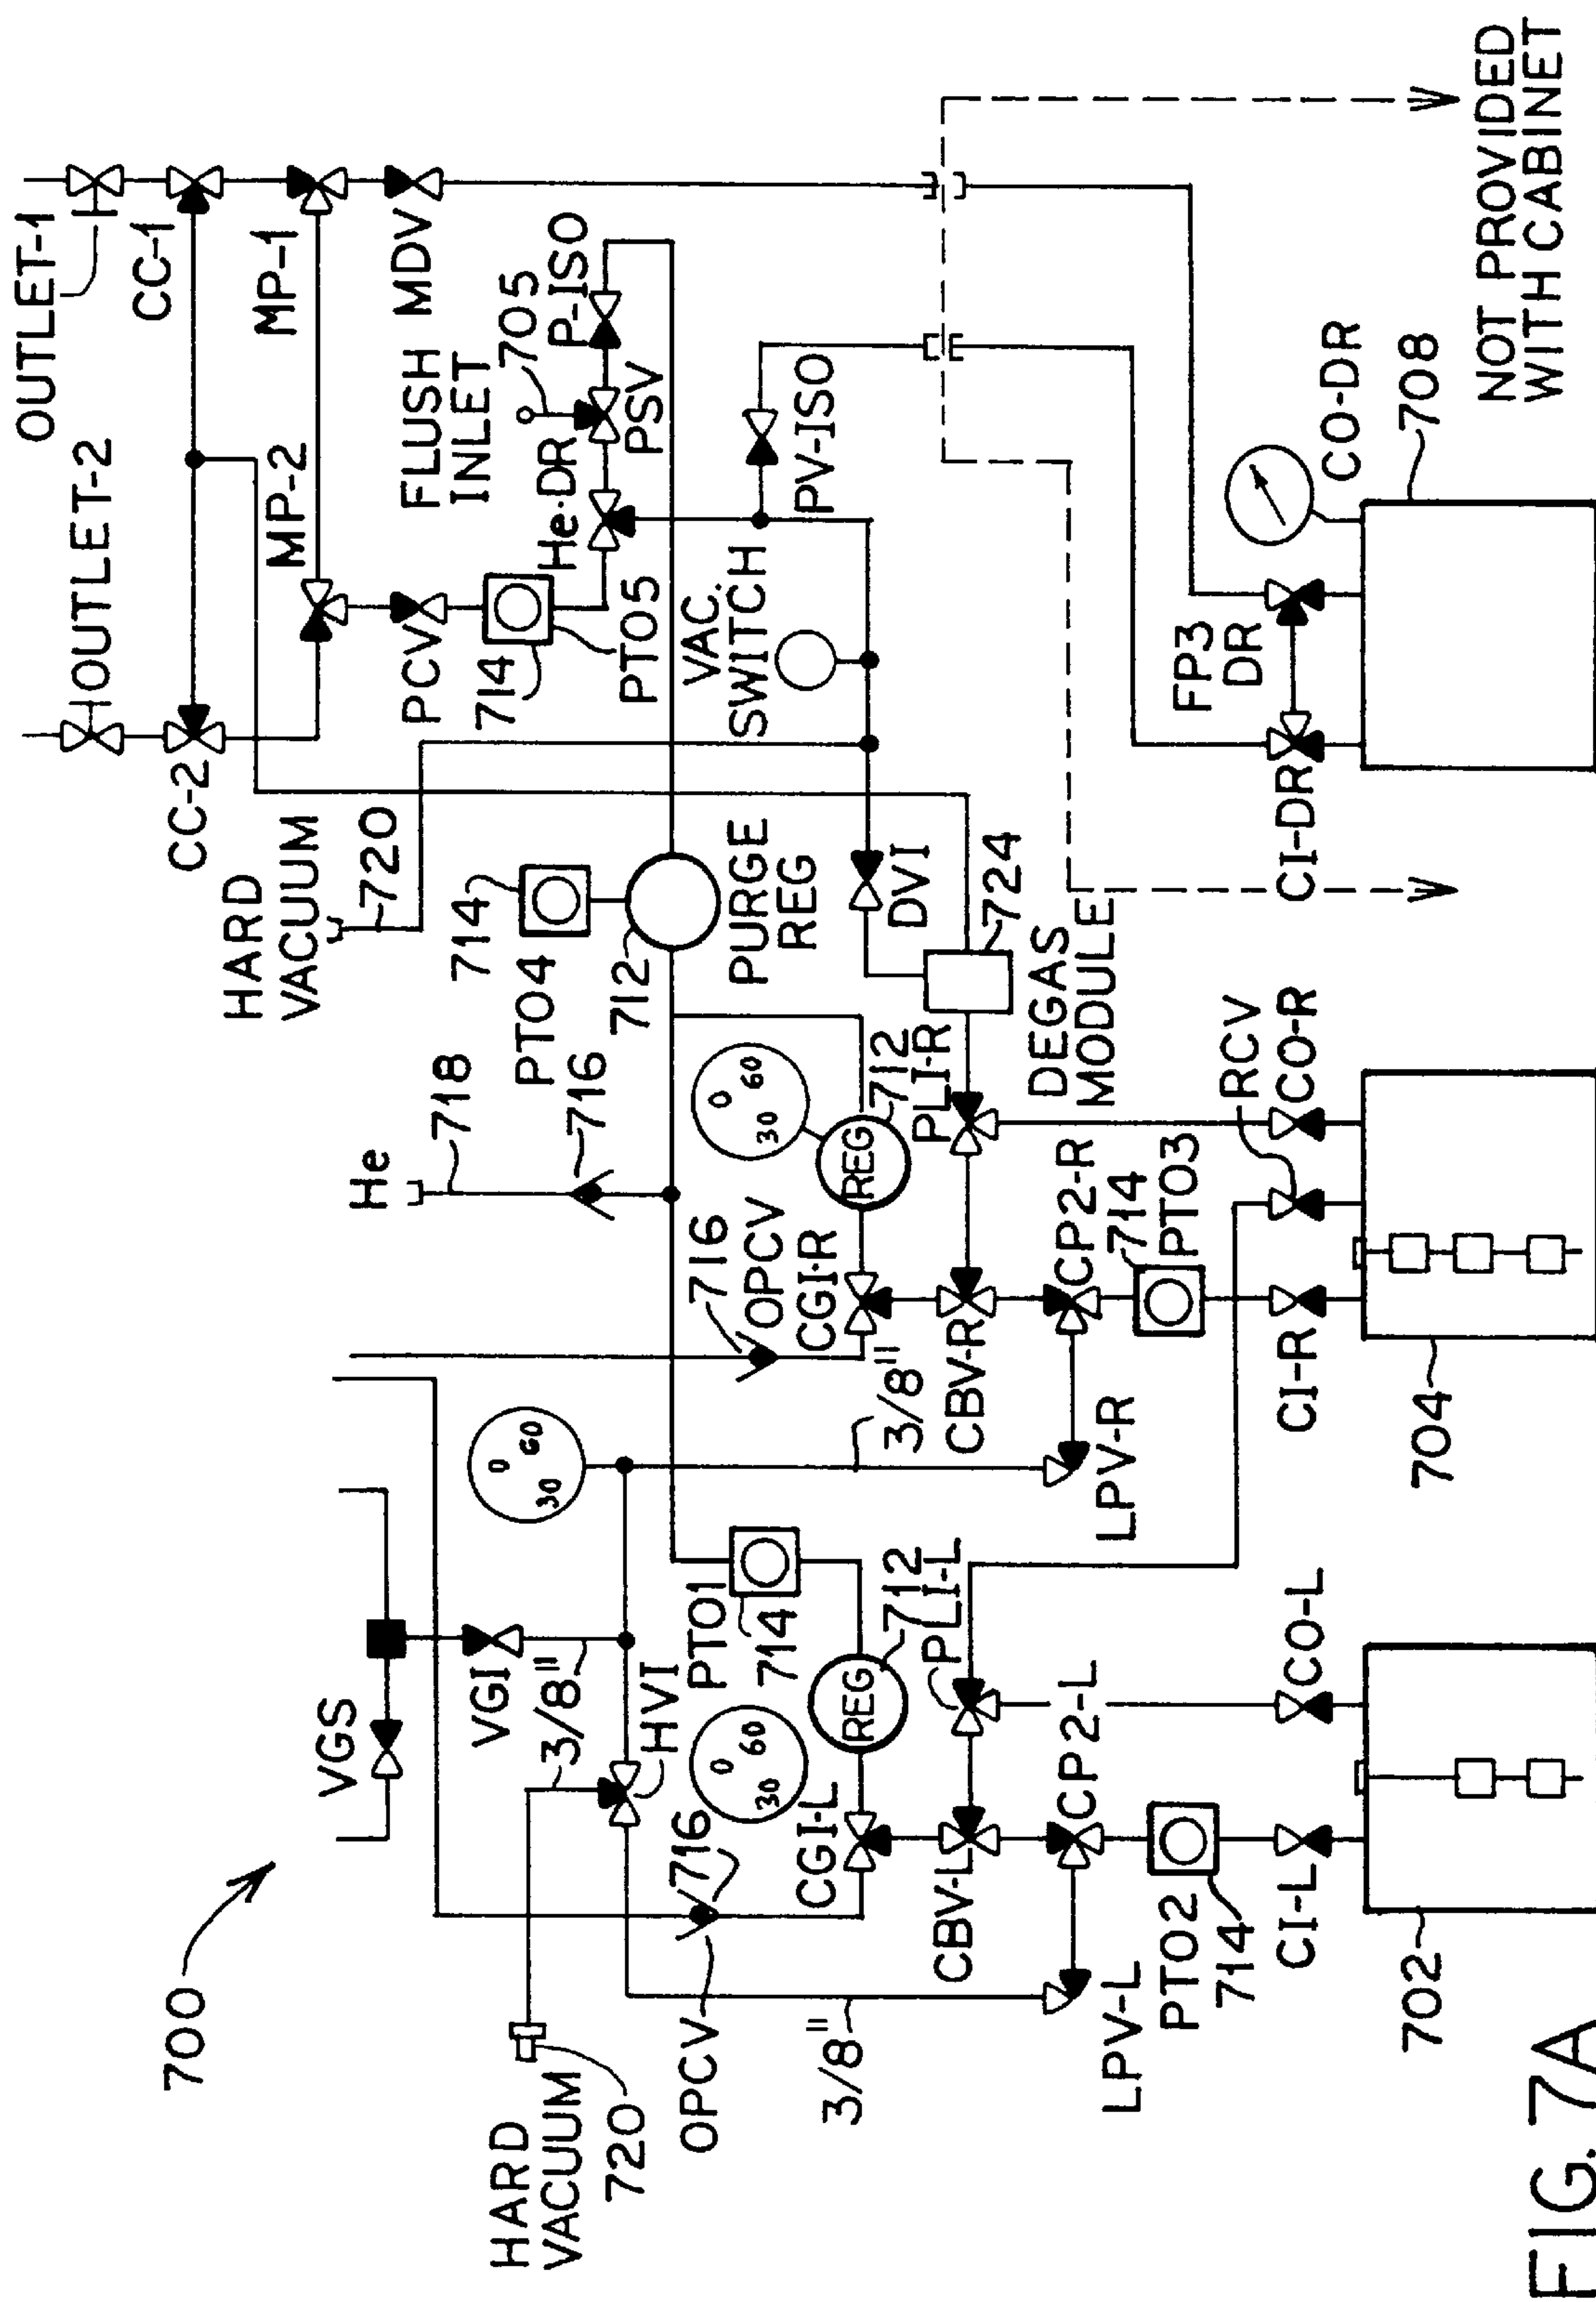 OUTLET-1
OUTLET-2
CC-1
CC-2
MP-1
MP-2
MDV
FLUSH
INLET
705
P-ISO
He-DR
PSV
PCV
714
PT05
HARD
VACUUM
720
VAC.
SWITCH
PV-ISO
714
PT04
712
PURGE
REG
DVI
724
DEGAS
MODULE
NOT PROVIDED
WITH CABINET
CO-DR
708
FP3
DR
CI-DR
He
718
716
0
30
60
REG
712
PLI-R
716
OPCV
CGI-R
CBV-R
CP2-R
714
PT03
3/8"
LPV-R
RCV
CO-R
CI-R
704
0
30
60
VGS
VGI
3/8"
HVI
PT01
714
0
30
60
REG
712
PLI-L
716
CGI-L
CBV-L
CP2-L
CO-L
700
HARD
VACUUM
720
OPCV
3/8"
LPV-L
PT02
714
CI-L
702
FIG. 7A